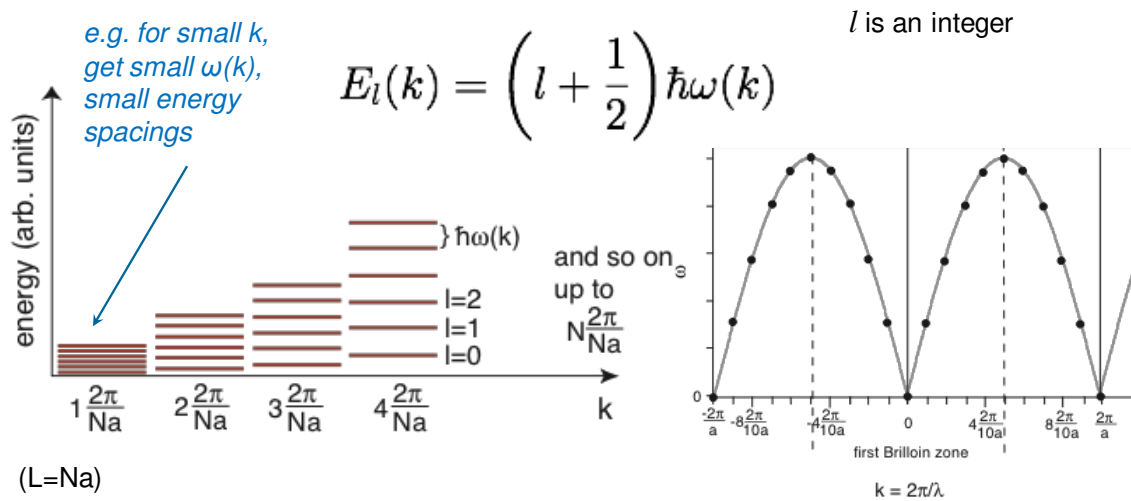 e.g. for small k,
get small ω(k),
small energy
spacings
E_l(k) = (l + 1/2) ħω(k)
l is an integer
energy (arb. units)
} ħω(k)
l=2
l=1
l=0
and so on
up to
N 2π/Na
1 2π/Na
2 2π/Na
3 2π/Na
4 2π/Na
k
(L=Na)
ω
0
-2π/a
-8 2π/10a
-4 2π/10a
0
4 2π/10a
8 2π/10a
2π/a
first Brilloin zone
k = 2π/λ